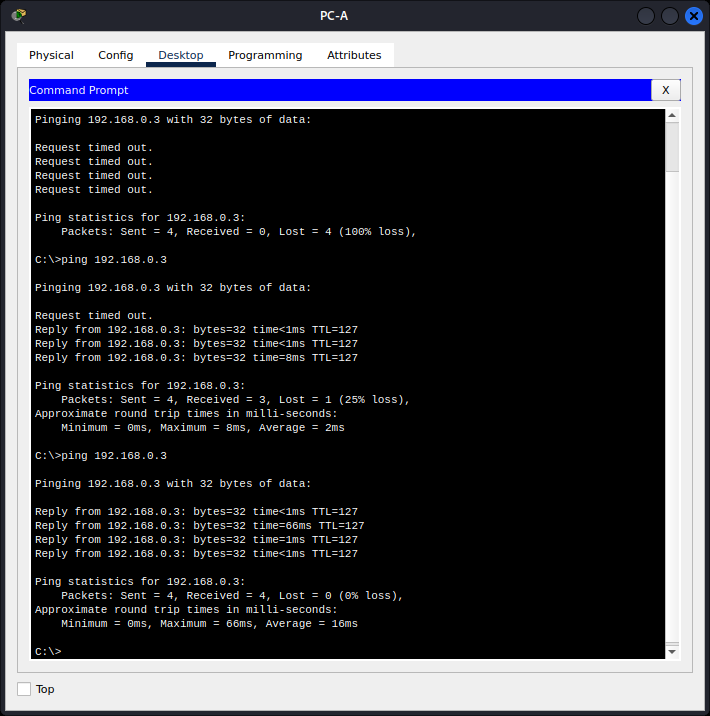 PC-A
Physical Config Desktop Programming Attributes
Command Prompt X
Pinging 192.168.0.3 with 32 bytes of data:
Request timed out.
Request timed out.
Request timed out.
Request timed out.
Ping statistics for 192.168.0.3:
Packets: Sent = 4, Received = 0, Lost = 4 (100% loss),
C:\>ping 192.168.0.3
Pinging 192.168.0.3 with 32 bytes of data:
Request timed out.
Reply from 192.168.0.3: bytes=32 time<1ms TTL=127
Reply from 192.168.0.3: bytes=32 time<1ms TTL=127
Reply from 192.168.0.3: bytes=32 time=8ms TTL=127
Ping statistics for 192.168.0.3:
Packets: Sent = 4, Received = 3, Lost = 1 (25% loss),
Approximate round trip times in milli-seconds:
Minimum = 0ms, Maximum = 8ms, Average = 2ms
C:\>ping 192.168.0.3
Pinging 192.168.0.3 with 32 bytes of data:
Reply from 192.168.0.3: bytes=32 time<1ms TTL=127
Reply from 192.168.0.3: bytes=32 time=66ms TTL=127
Reply from 192.168.0.3: bytes=32 time=1ms TTL=127
Reply from 192.168.0.3: bytes=32 time<1ms TTL=127
Ping statistics for 192.168.0.3:
Packets: Sent = 4, Received = 4, Lost = 0 (0% loss),
Approximate round trip times in milli-seconds:
Minimum = 0ms, Maximum = 66ms, Average = 16ms
C:\>
Top